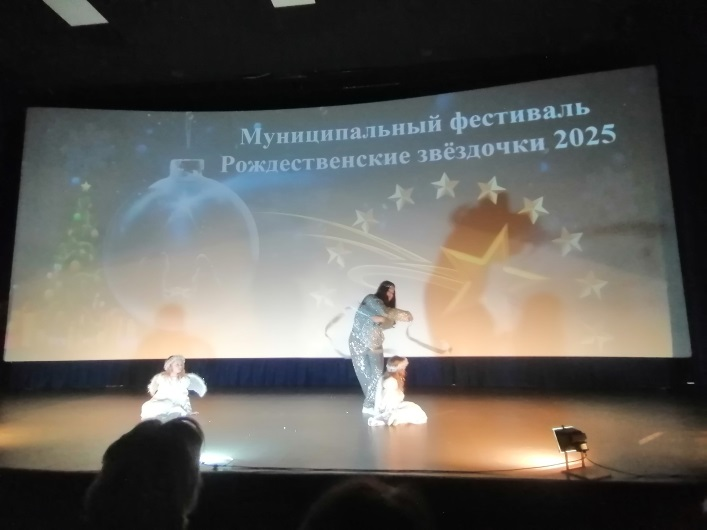 Муниципальный фестиваль
Рождественские звёздочки 2025